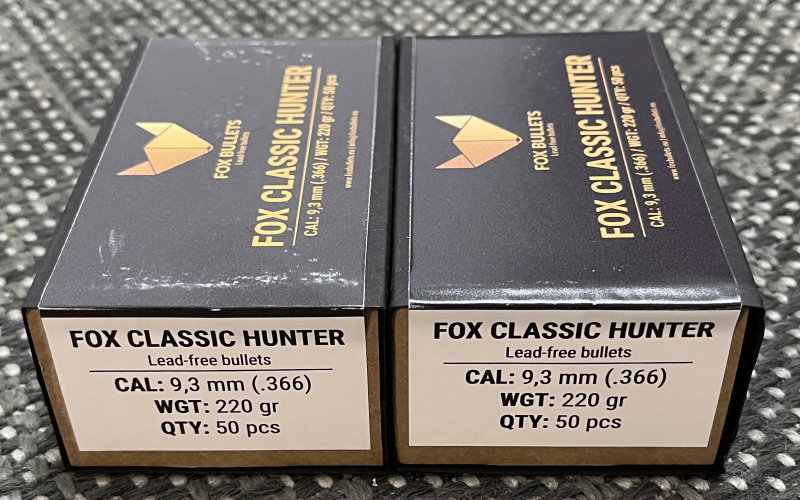 FOX BULLETS
Lead-free bullets
FOX CLASSIC HUNTER
CAL: 9,3 mm (.366) / WGT: 220 gr / QTY: 50 pcs
FOX CLASSIC HUNTER
Lead-free bullets
CAL: 9,3 mm (.366)
WGT: 220 gr
QTY: 50 pcs
FOX BULLETS
Lead-free bullets
FOX CLASSIC HUNTER
CAL: 9,3 mm (.366) / WGT: 220 gr / QTY: 50 pcs
FOX CLASSIC HUNTER
Lead-free bullets
CAL: 9,3 mm (.366)
WGT: 220 gr
QTY: 50 pcs